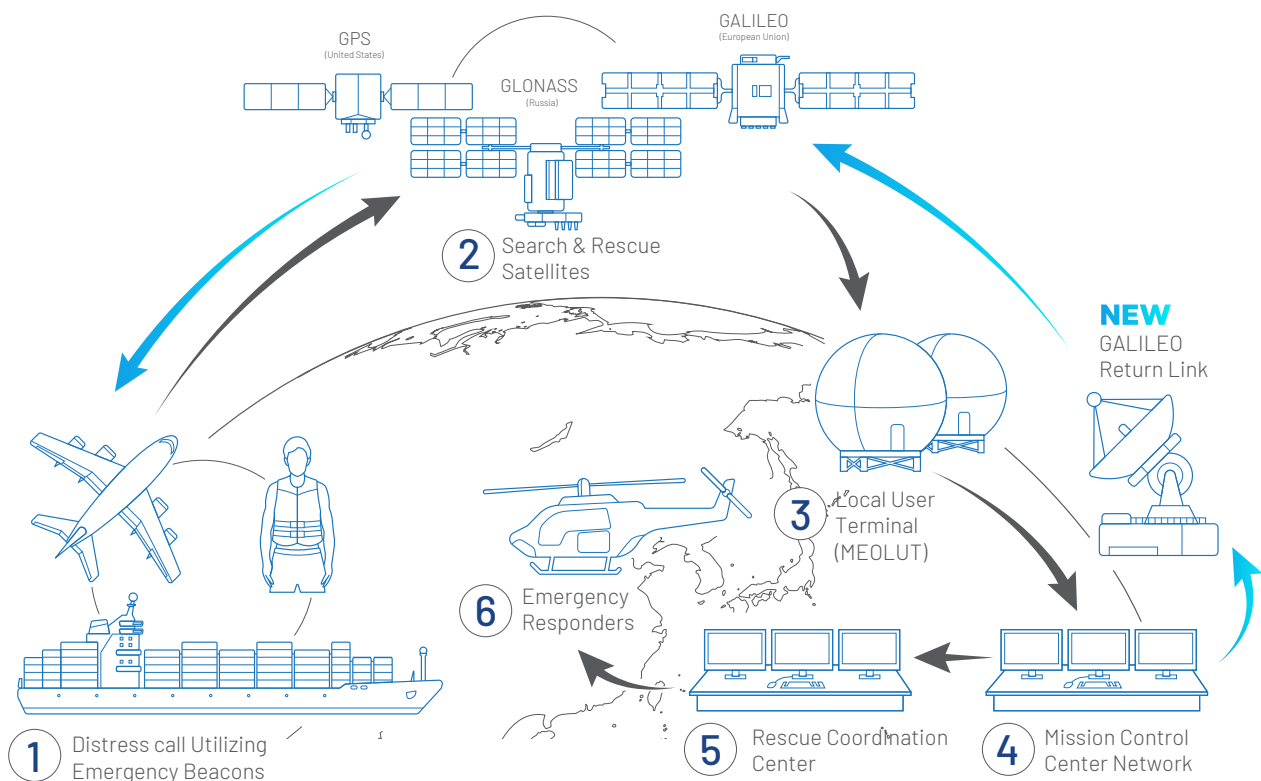 GPS
(United States)
GLONASS
(Russia)
GALILEO
(European Union)
2
Search & Rescue
Satellites
NEW
GALILEO
Return Link
3
Local User
Terminal
(MEOLUT)
6
Emergency
Responders
1
Distress call Utilizing
Emergency Beacons
5
Rescue Coordination
Center
4
Mission Control
Center Network